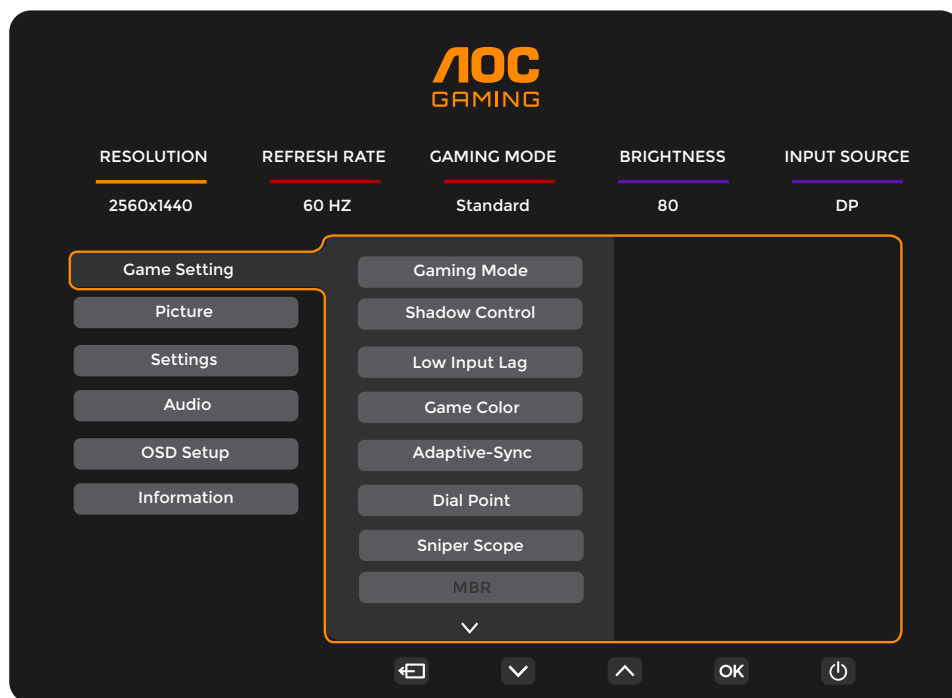 AOC
GAMING
RESOLUTION REFRESH RATE GAMING MODE BRIGHTNESS INPUT SOURCE
2560x1440 60 HZ Standard 80 DP
Game Setting
Picture
Settings
Audio
OSD Setup
Information
Gaming Mode
Shadow Control
Low Input Lag
Game Color
Adaptive-Sync
Dial Point
Sniper Scope
MBR
OK